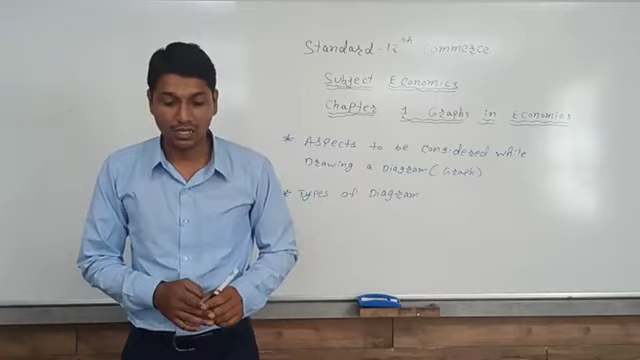 Standard - 12th Commerce
Subject Economics
Chapter 1 Graphs in Economics
* Aspects to be considered while
Drawing a Diagram (Graph)
* Types of Diagram